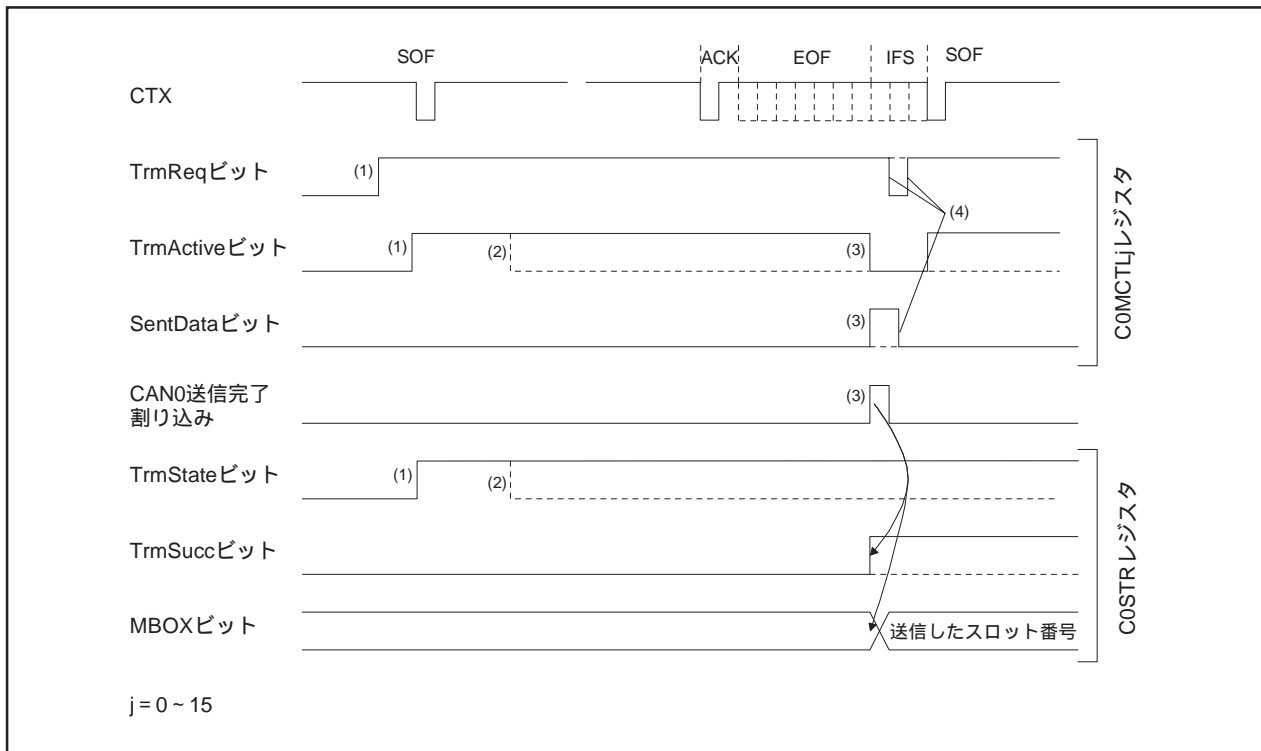 SOF ACK EOF IFS SOF
CTX
TrmReqビット (1) (4)
TrmActiveビット (1) (2) (3)
SentDataビット (3)
CAN0送信完了
割り込み (3)
C0MCTLjレジスタ
TrmStateビット (1) (2)
TrmSuccビット
MBOXビット 送信したスロット番号
C0STRレジスタ
j = 0 ~ 15